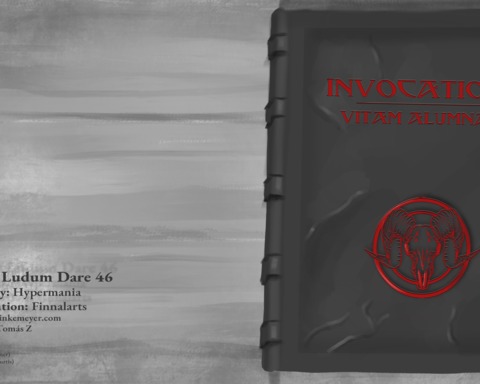 INVOCATIO
VITAM ALUMNA
Ludum Dare 46
y: Hypermania
tion: Finnalarts
inkemeyer.com
Tomás Z